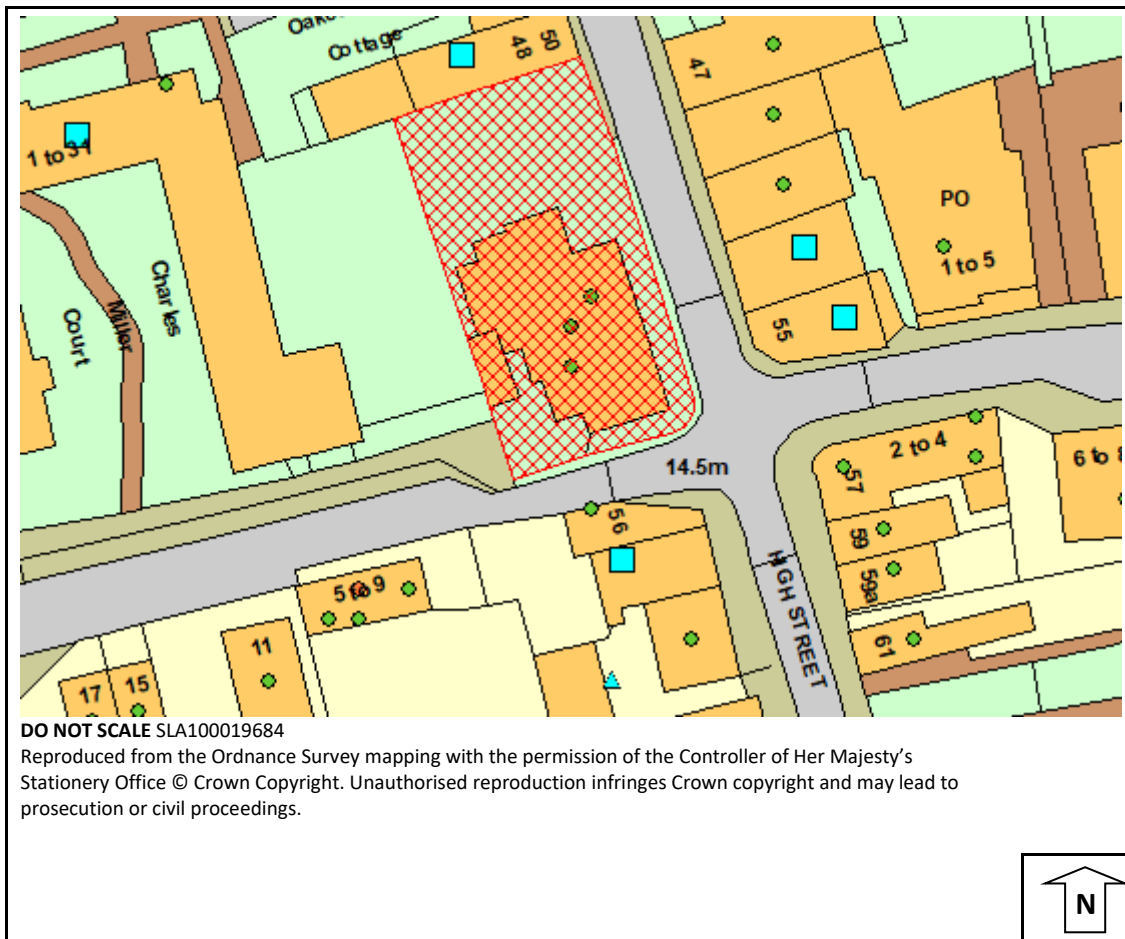 Cottage
48
50
47
1 to 31
PO
1 to 5
Charles
Miller
Court
55
14.5m
2 to 4
57
6 to 8
56
59
59a
HIGH STREET
5 to 9
11
61
17
15
DO NOT SCALE SLA100019684
Reproduced from the Ordnance Survey mapping with the permission of the Controller of Her Majesty's
Stationery Office © Crown Copyright. Unauthorised reproduction infringes Crown copyright and may lead to
prosecution or civil proceedings.
N